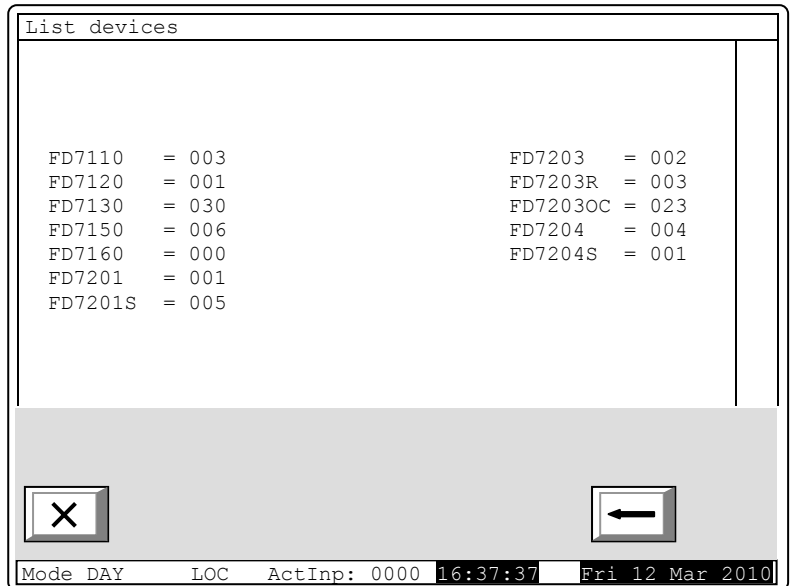 List devices
FD7110 = 003 FD7203 = 002
FD7120 = 001 FD7203R = 003
FD7130 = 030 FD7203OC = 023
FD7150 = 006 FD7204 = 004
FD7160 = 000 FD7204S = 001
FD7201 = 001
FD7201S = 005
Mode DAY LOC ActInp: 0000 16:37:37 Fri 12 Mar 2010